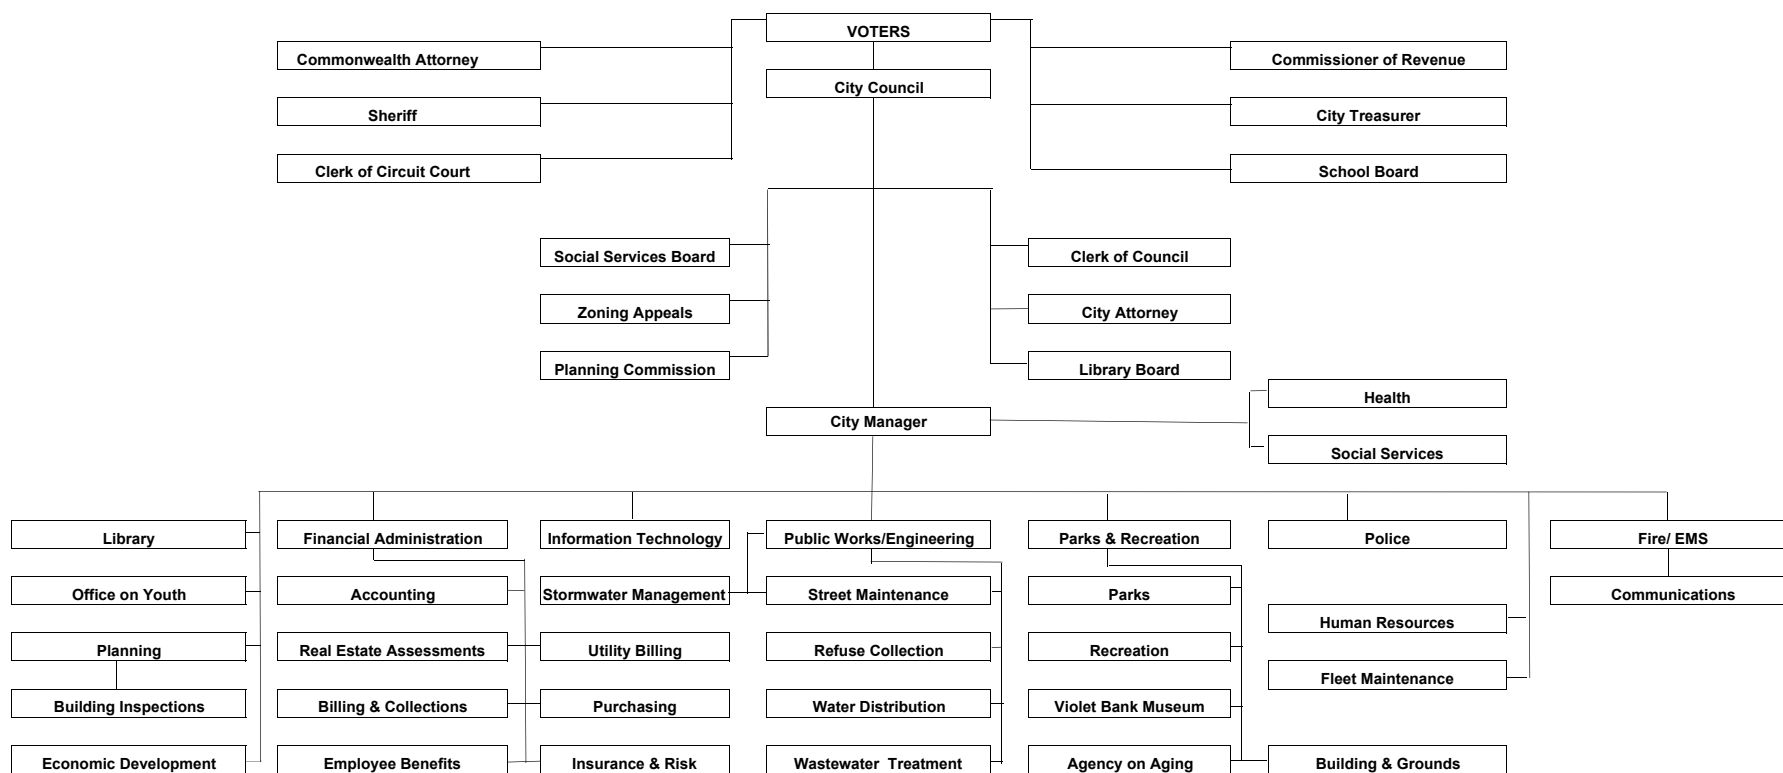 VOTERS
Commonwealth Attorney
Commissioner of Revenue
City Council
Sheriff
City Treasurer
Clerk of Circuit Court
School Board
Social Services Board
Clerk of Council
Zoning Appeals
City Attorney
Planning Commission
Library Board
Health
City Manager
Social Services
Library
Financial Administration
Information Technology
Public Works/Engineering
Parks & Recreation
Police
Fire/ EMS
Office on Youth
Accounting
Stormwater Management
Street Maintenance
Parks
Communications
Human Resources
Planning
Real Estate Assessments
Utility Billing
Refuse Collection
Recreation
Fleet Maintenance
Building Inspections
Billing & Collections
Purchasing
Water Distribution
Violet Bank Museum
Economic Development
Employee Benefits
Insurance & Risk
Wastewater  Treatment
Agency on Aging
Building & Grounds